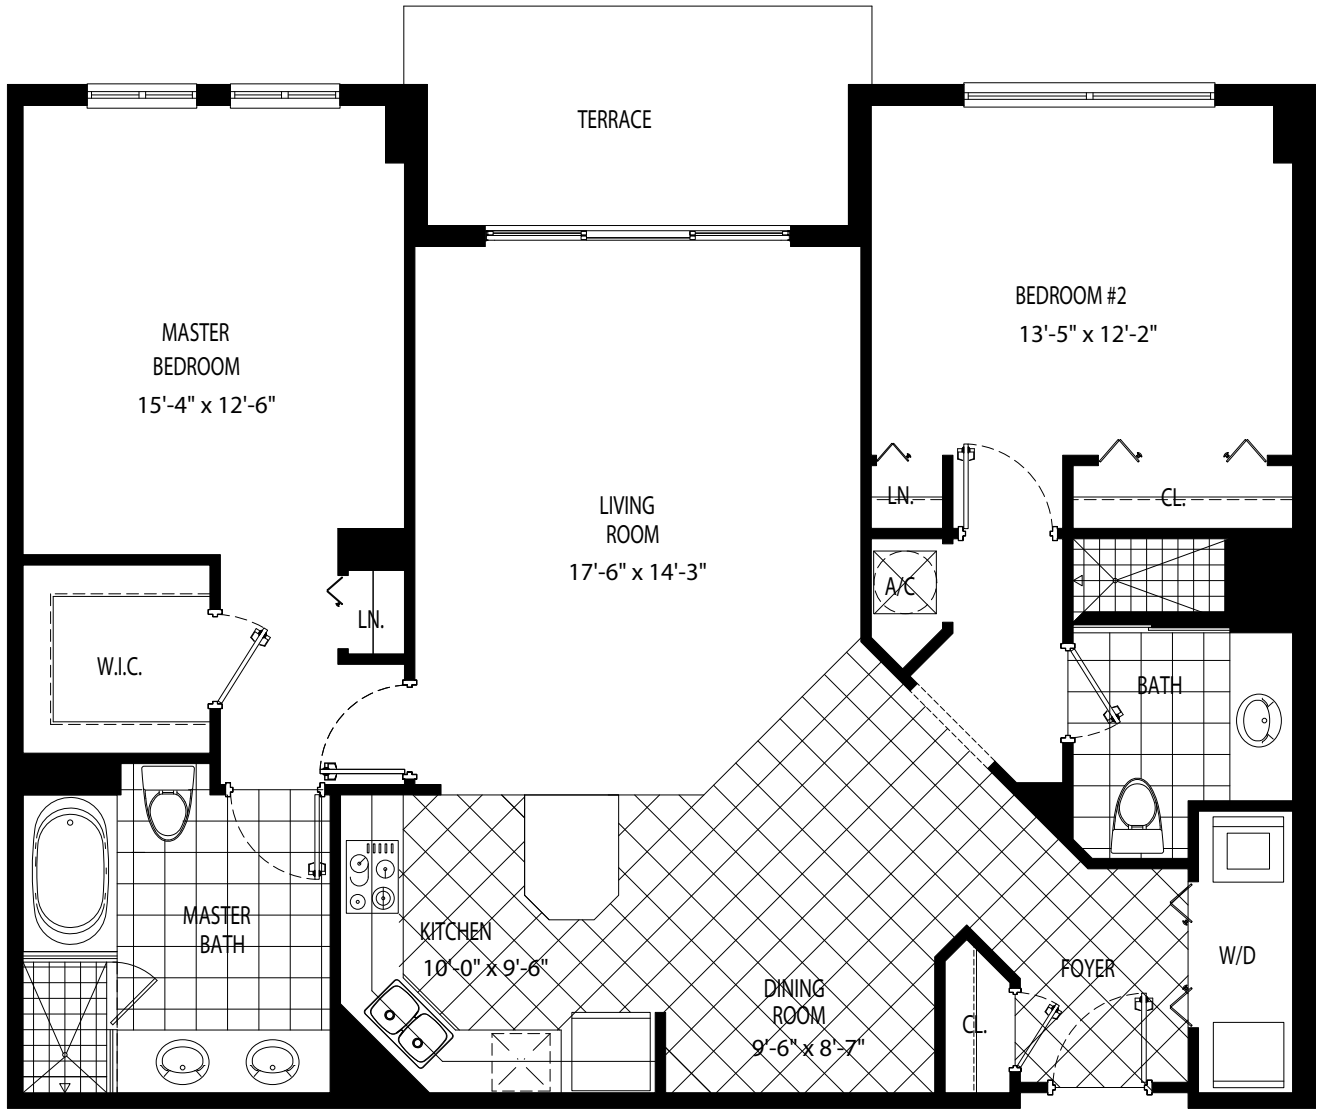 TERRACE
MASTER
BEDROOM
15'-4" x 12'-6"
BEDROOM #2
13'-5" x 12'-2"
LIVING
ROOM
17'-6" x 14'-3"
LN.
CL.
A/C
LN.
W.I.C.
BATH
MASTER
BATH
KITCHEN
10'-0" x 9'-6"
DINING
ROOM
9'-6" x 8'-7"
CL.
FOYER
W/D